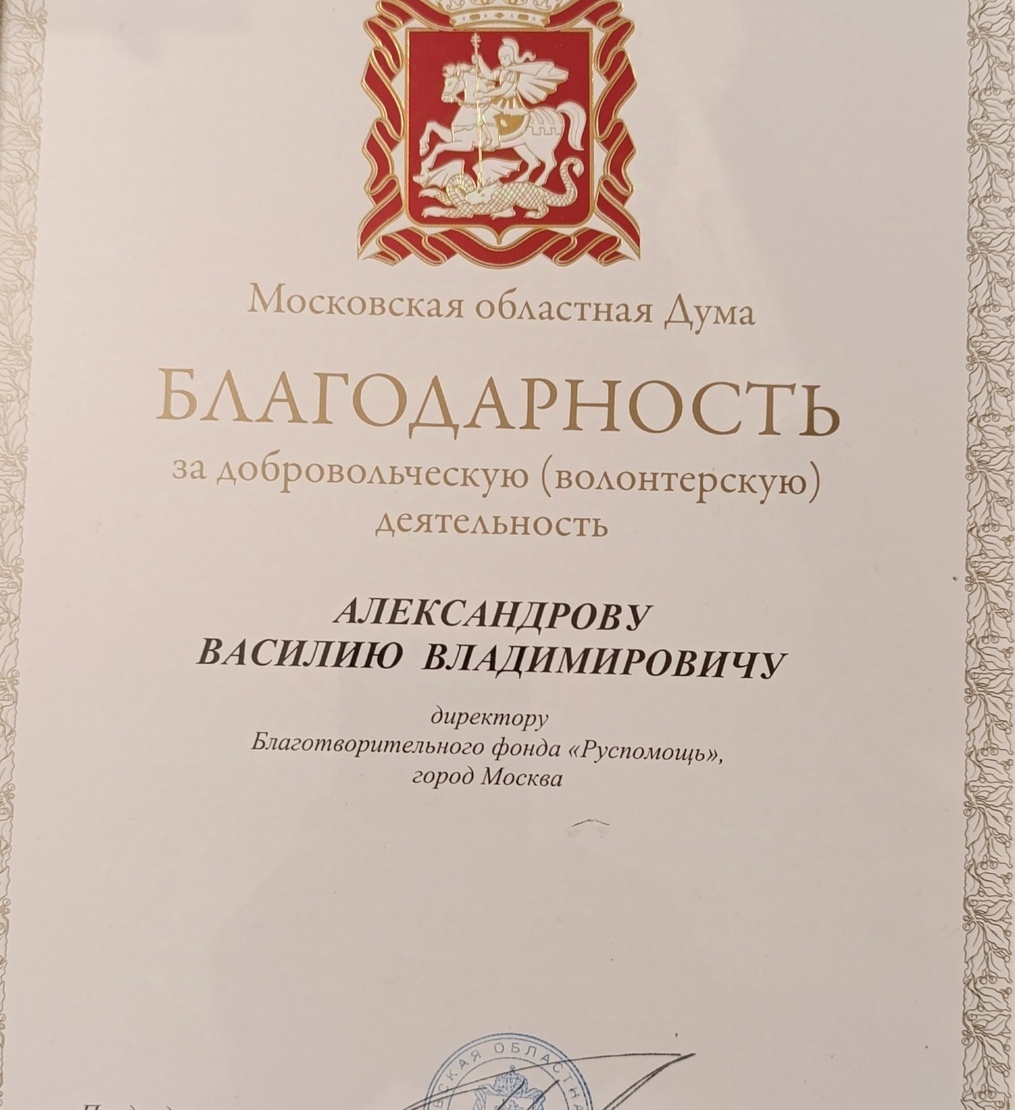 Московская областная Дума
БЛАГОДАРНОСТЬ
за добровольческую (волонтерскую)
деятельность
АЛЕКСАНДРОВУ
ВАСИЛИЮ ВЛАДИМИРОВИЧУ
директору
Благотворительного фонда «Руспомощь»,
город Москва